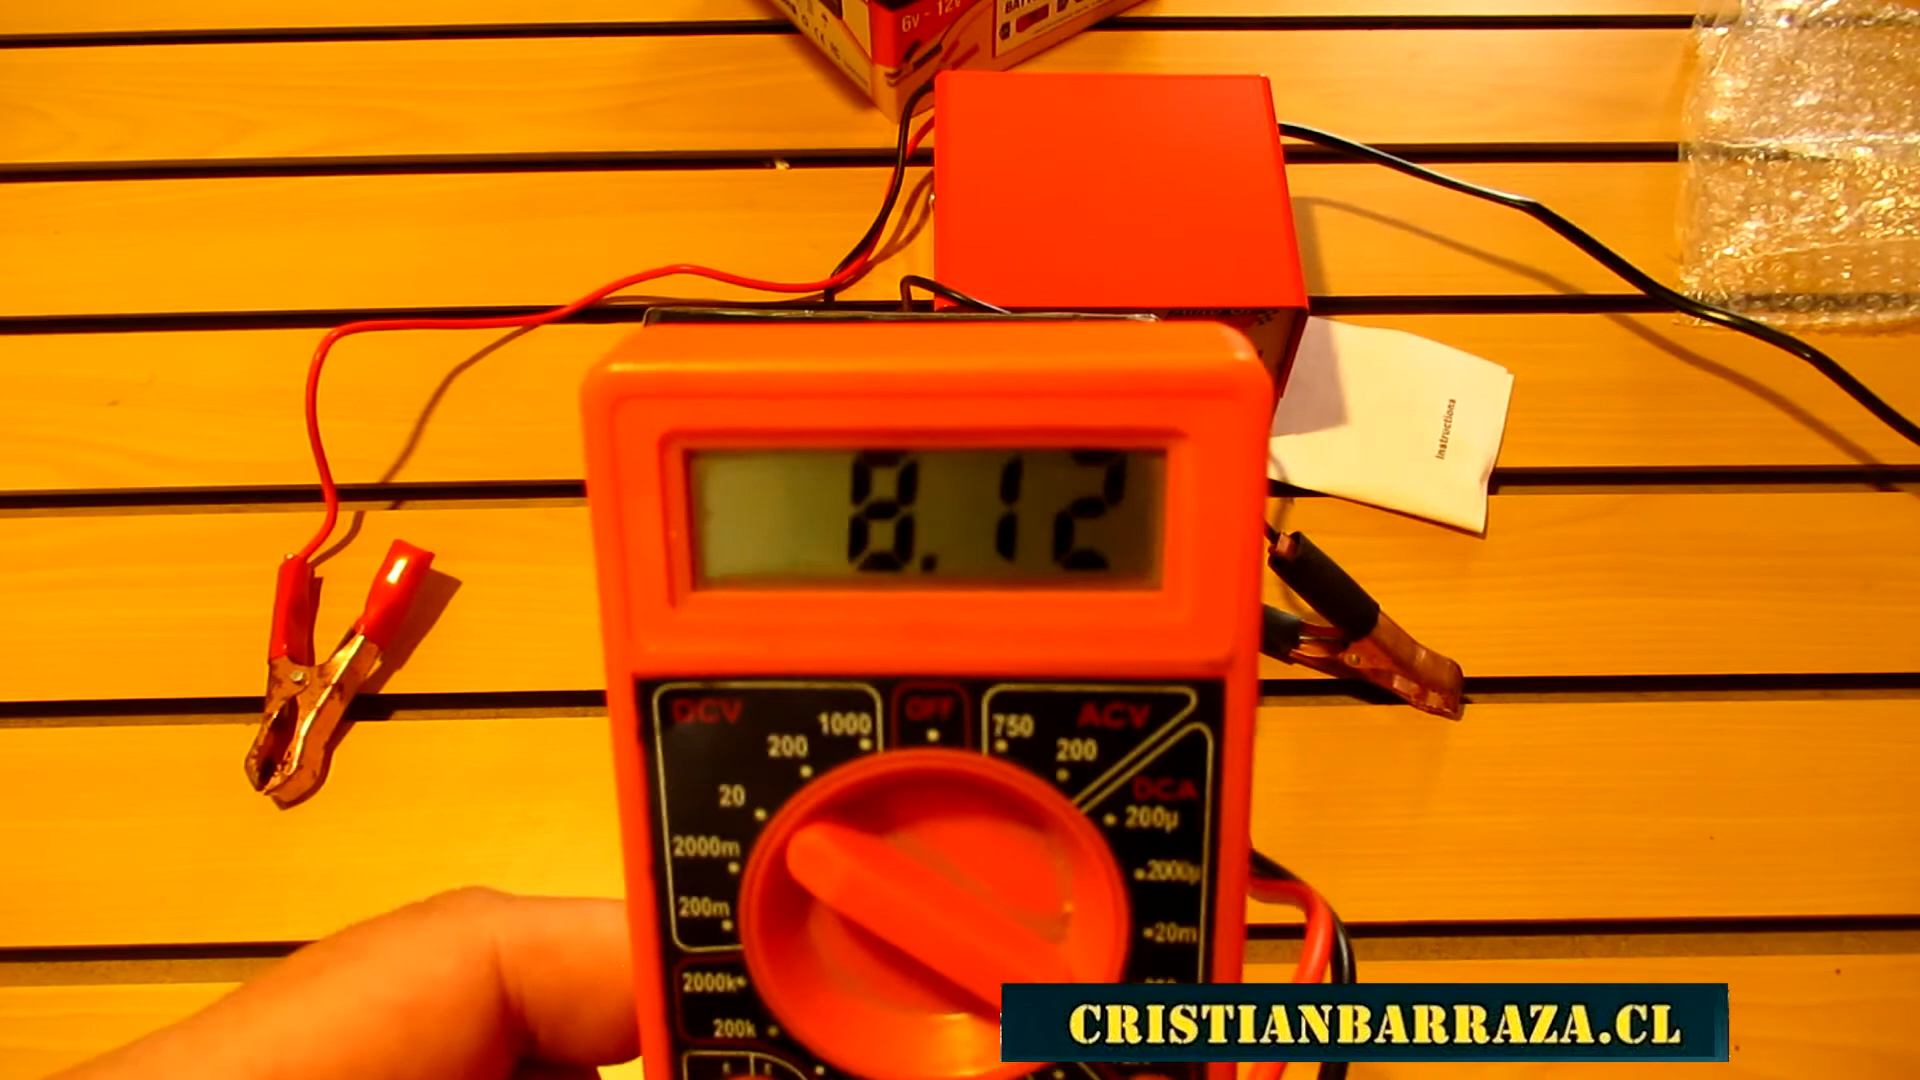 6v - 12v
Instructions
8.12
DCV
OFF
ACV
1000
750
200
200
20
DCA
200µ
2000m
2000µ
200m
20m
2000k
200k
CRISTIANBARRAZA.CL